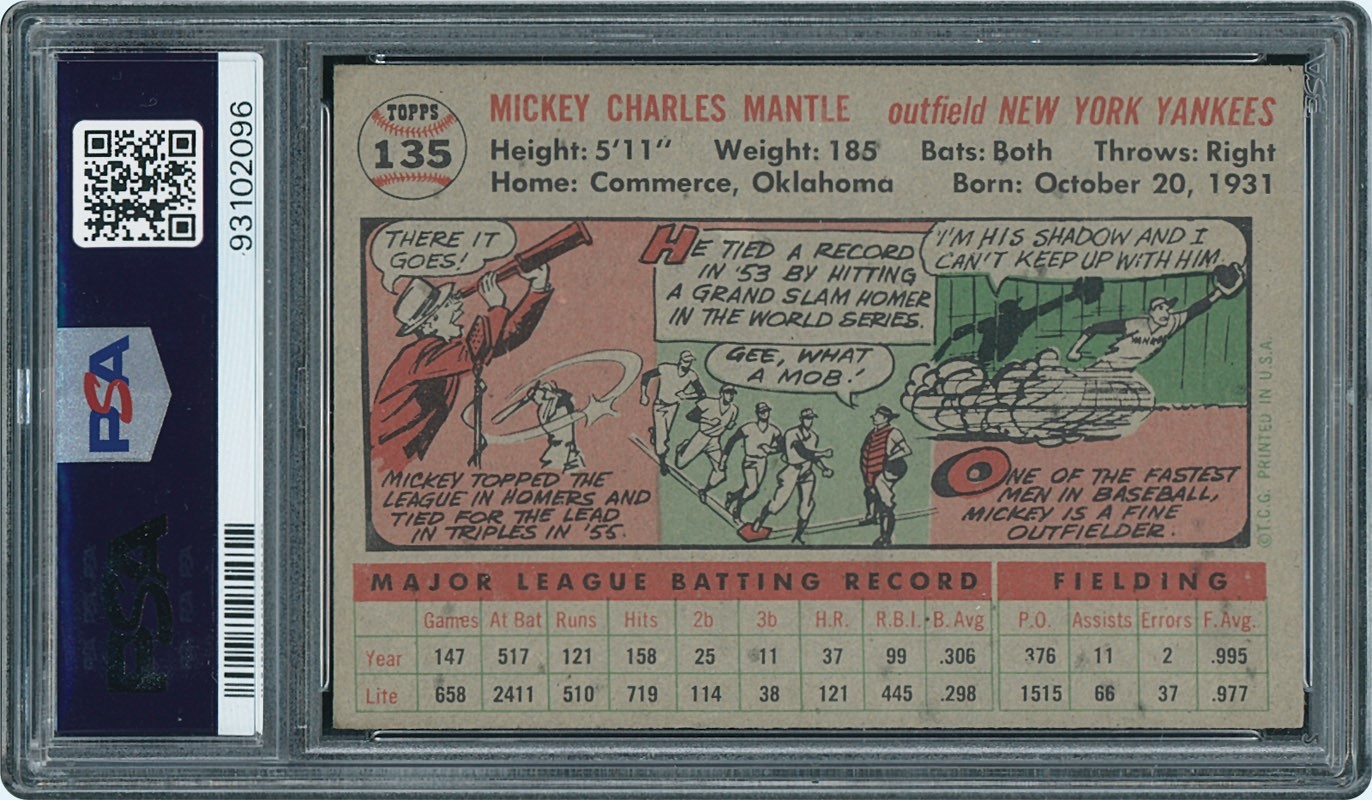 93102096
PSA
PSA
TOPPS
135
MICKEY CHARLES MANTLE outfield NEW YORK YANKEES
Height: 5'11" Weight: 185 Bats: Both Throws: Right
Home: Commerce, Oklahoma Born: October 20, 1931
THERE IT
GOES!
MICKEY TOPPED THE
LEAGUE IN HOMERS AND
TIED FOR THE LEAD
IN TRIPLES IN '55.
HE TIED A RECORD
IN '53 BY HITTING
A GRAND SLAM HOMER
IN THE WORLD SERIES.
GEE, WHAT
A MOB!
"I'M HIS SHADOW AND I
CAN'T KEEP UP WITH HIM.
ONE OF THE FASTEST
MEN IN BASEBALL,
MICKEY IS A FINE
OUTFIELDER.
©T.C.G. PRINTED IN U.S.A.
MAJOR LEAGUE BATTING RECORD FIELDING
Games At Bat Runs Hits 2b 3b H.R. R.B.I. B. Avg P.O. Assists Errors F. Avg.
Year 147 517 121 158 25 11 37 99 .306 376 11 2 .995
Life 658 2411 510 719 114 38 121 445 .298 1515 66 37 .977
PSA